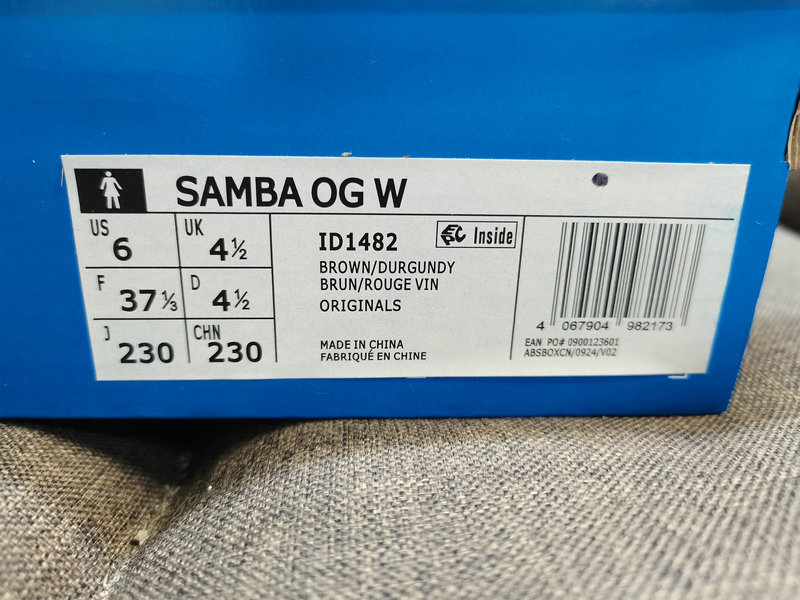 SAMBA OG W
US 6
UK 4½
F 37⅓
D 4½
J 230
CHN 230
ID1482
EPC Inside
BROWN/DURGUNDY
BRUN/ROUGE VIN
ORIGINALS
MADE IN CHINA
FABRIQUÉ EN CHINE
4 067904 982173
EAN PO# 0900123601
ABSBOXCN/0924/V02